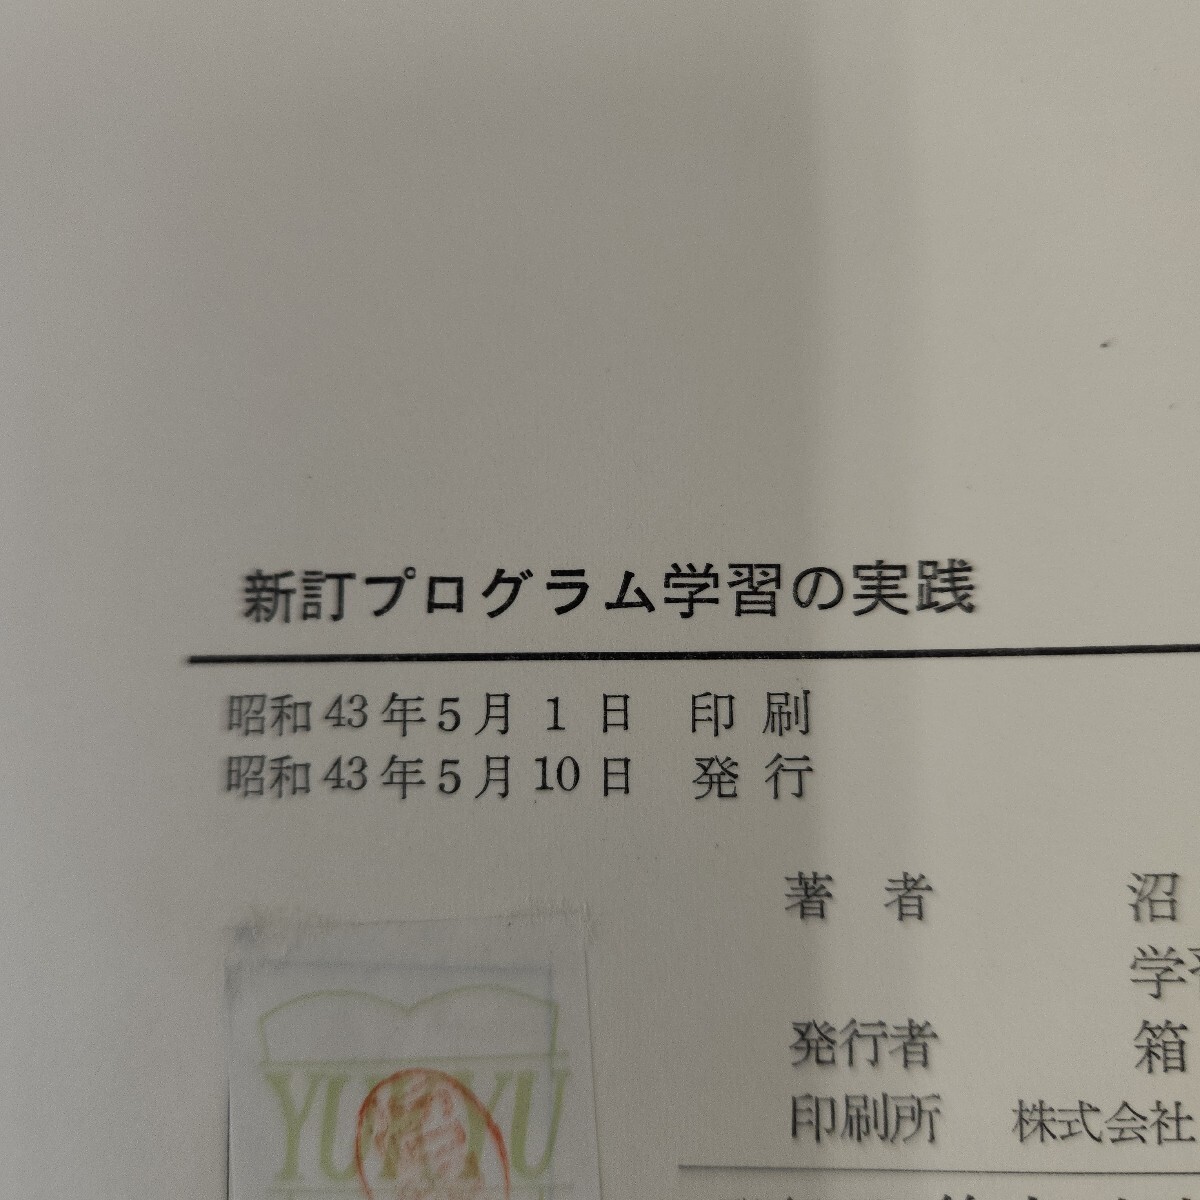 新訂プログラム学習の実践
昭和43年5月1日 印刷
昭和43年5月10日 発行
著者 沼
学習
発行者 箱
印刷所 株式会社